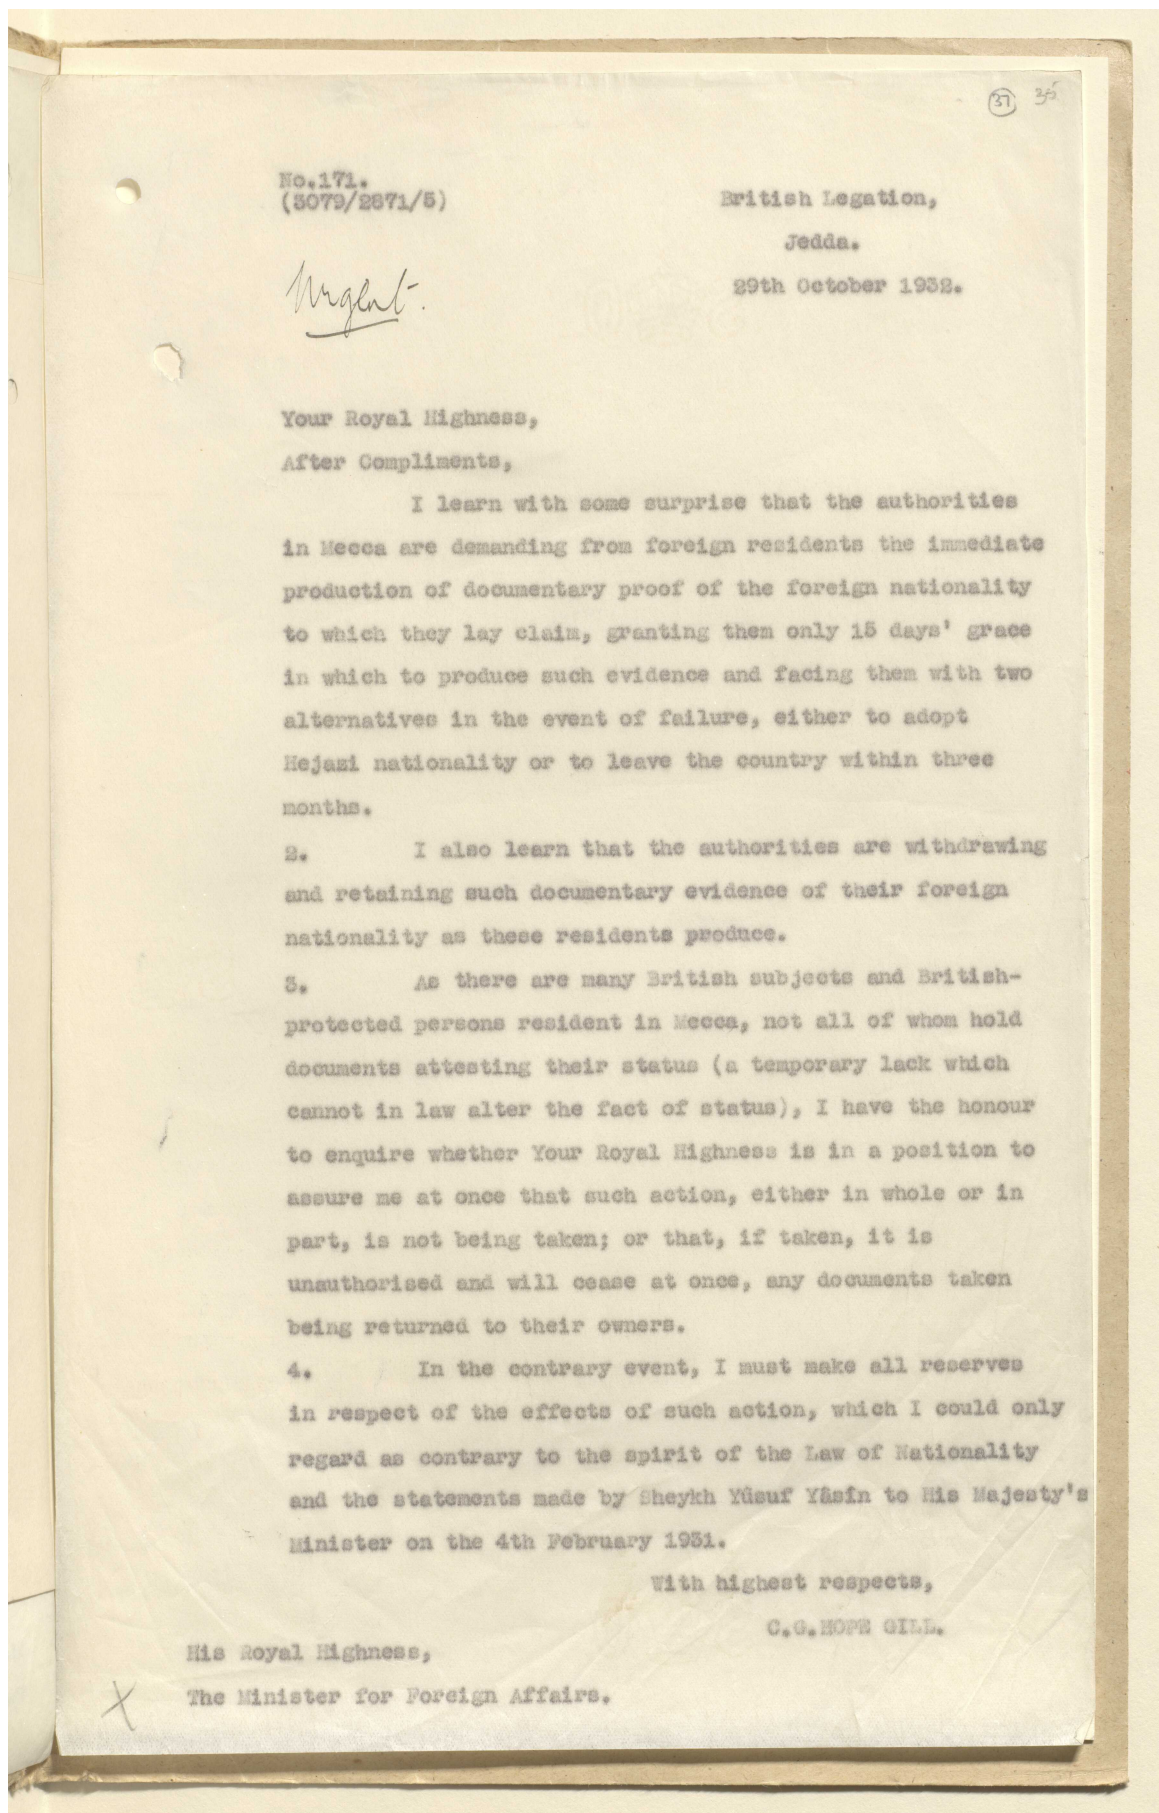 37 35
No.171.
(3079/2871/5)
British Legation,
Jedda.
29th October 1932.
Urgent.
Your Royal Highness,
After Compliments,
I learn with some surprise that the authorities
in Mecca are demanding from foreign residents the immediate
production of documentary proof of the foreign nationality
to which they lay claim, granting them only 15 days' grace
in which to produce such evidence and facing them with two
alternatives in the event of failure, either to adopt
Hejazi nationality or to leave the country within three
months.
2. I also learn that the authorities are withdrawing
and retaining such documentary evidence of their foreign
nationality as these residents produce.
3. As there are many British subjects and British-
protected persons resident in Mecca, not all of whom hold
documents attesting their status (a temporary lack which
cannot in law alter the fact of status), I have the honour
to enquire whether Your Royal Highness is in a position to
assure me at once that such action, either in whole or in
part, is not being taken; or that, if taken, it is
unauthorised and will cease at once, any documents taken
being returned to their owners.
4. In the contrary event, I must make all reserves
in respect of the effects of such action, which I could only
regard as contrary to the spirit of the Law of Nationality
and the statements made by Sheykh Yûsuf Yâsîn to His Majesty's
Minister on the 4th February 1931.
With highest respects,
C.G.HOPE GILL.
His Royal Highness,
The Minister for Foreign Affairs.
X